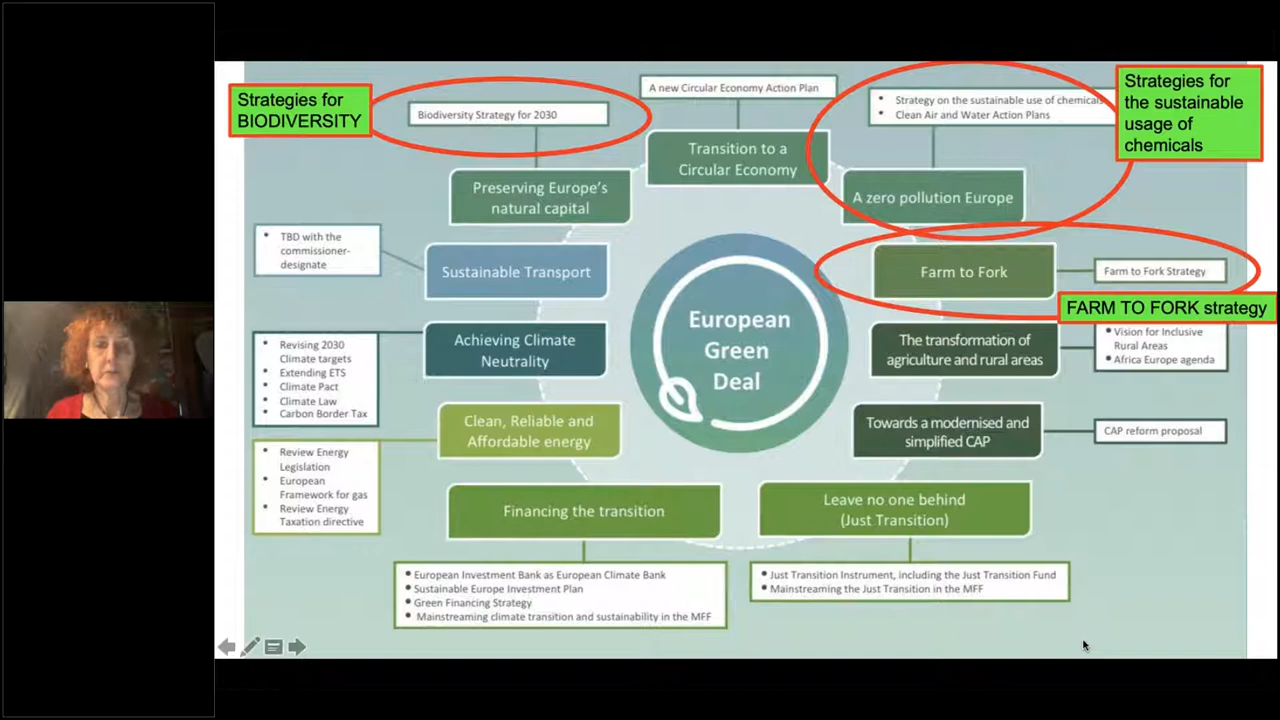 Strategies for
BIODIVERSITY
Biodiversity Strategy for 2030
Preserving Europe's
natural capital
A new Circular Economy Action Plan
Transition to a
Circular Economy
• Strategy on the sustainable use of chemicals
• Clean Air and Water Action Plans
A zero pollution Europe
Strategies for
the sustainable
usage of
chemicals
• TBD with the
commissioner-
designate
Sustainable Transport
Farm to Fork
Farm to Fork Strategy
FARM TO FORK strategy
European
Green
Deal
• Revising 2030
Climate targets
• Extending ETS
• Climate Pact
• Climate Law
• Carbon Border Tax
Achieving Climate
Neutrality
The transformation of
agriculture and rural areas
• Vision for Inclusive
Rural Areas
• Africa Europe agenda
• Review Energy
Legislation
• European
Framework for gas
• Review Energy
Taxation directive
Clean, Reliable and
Affordable energy
Towards a modernised and
simplified CAP
CAP reform proposal
Financing the transition
• European Investment Bank as European Climate Bank
• Sustainable Europe Investment Plan
• Green Financing Strategy
• Mainstreaming climate transition and sustainability in the MFF
Leave no one behind
(Just Transition)
• Just Transition Instrument, including the Just Transition Fund
• Mainstreaming the Just Transition in the MFF